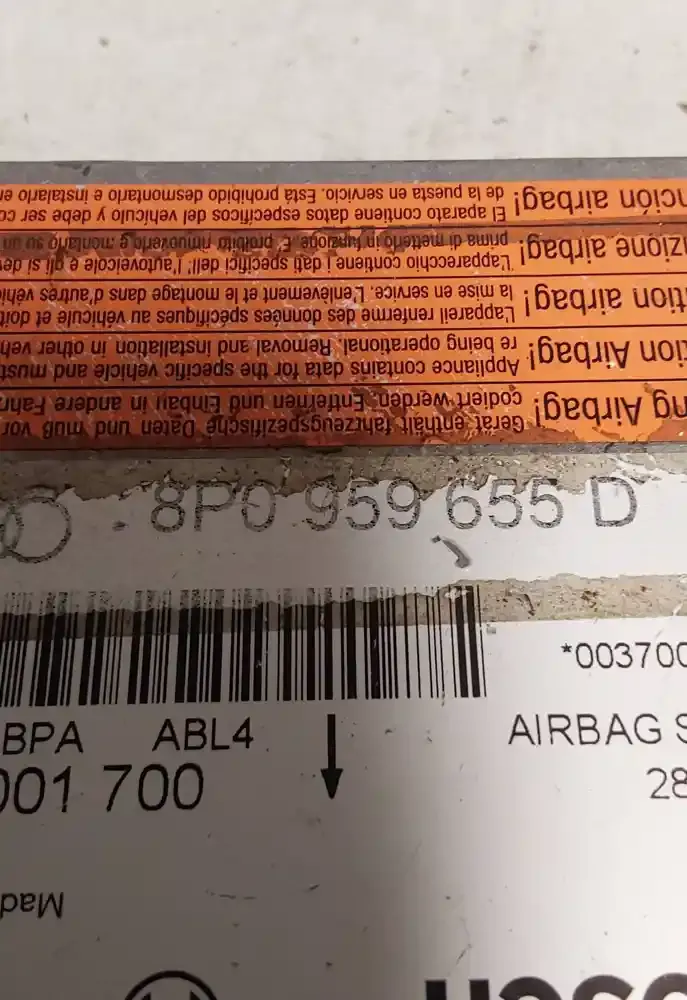 ng Airbag! Gerät enthält fahrzeugspezifische Daten und muß vor
codiert werden. Entfernen und Einbau in andere Fahr
tion Airbag! Appliance contains data for the specific vehicle and must
re being operational. Removal and installation in other veh
tion airbag! L'appareil renferme des données spécifiques au véhicule et doit
la mise en service. L'enlèvement et le montage dans d'autres véhic
zione airbag! L'apparecchio contiene i dati specifici dell'autoveicolo e gli si dev
prima di metterlo in funzione. E' proibito rimuoverlo e montarlo su un
nción airbag! El aparato contiene datos específicos del vehículo y debe ser co
de la puesta en servicio. Está prohibido desmontarlo e instalarlo en
8P0 959 655 D
*003700
BPA ABL4 AIRBAG S
001 700 28
Mad